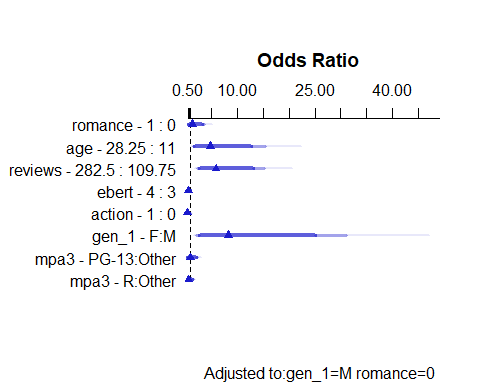 Odds Ratio
0.50 10.00 25.00 40.00
romance - 1 : 0
age - 28.25 : 11
reviews - 282.5 : 109.75
ebert - 4 : 3
action - 1 : 0
gen_1 - F:M
mpa3 - PG-13:Other
mpa3 - R:Other
Adjusted to:gen_1=M romance=0